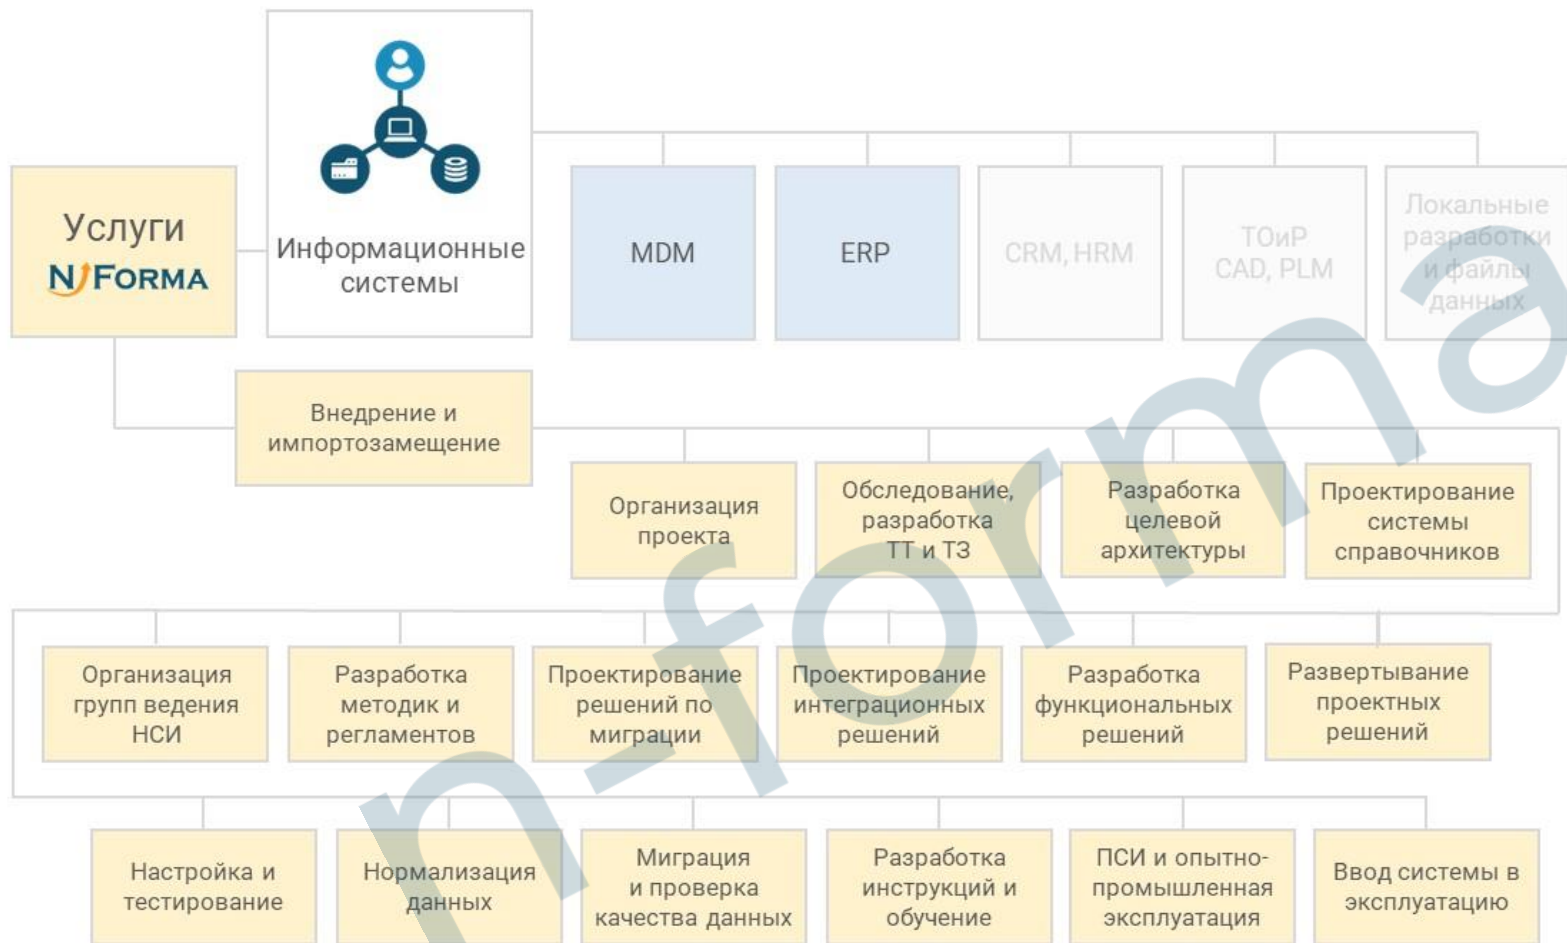 Услуги
N FORMA
Информационные
системы
MDM
ERP
CRM, HRM
ТОиР
CAD, PLM
Локальные
разработки
и файлы
данных
Внедрение и
импортозамещение
Организация
проекта
Обследование,
разработка
ТТ и ТЗ
Разработка
целевой
архитектуры
Проектирование
системы
справочников
Организация
групп ведения
НСИ
Разработка
методик и
регламентов
Проектирование
решений по
миграции
Проектирование
интеграционных
решений
Разработка
функциональных
решений
Развертывание
проектных
решений
Настройка и
тестирование
Нормализация
данных
Миграция
и проверка
качества данных
Разработка
инструкций и
обучение
ПСИ и опытно-
промышленная
эксплуатация
Ввод системы в
эксплуатацию
n-forma